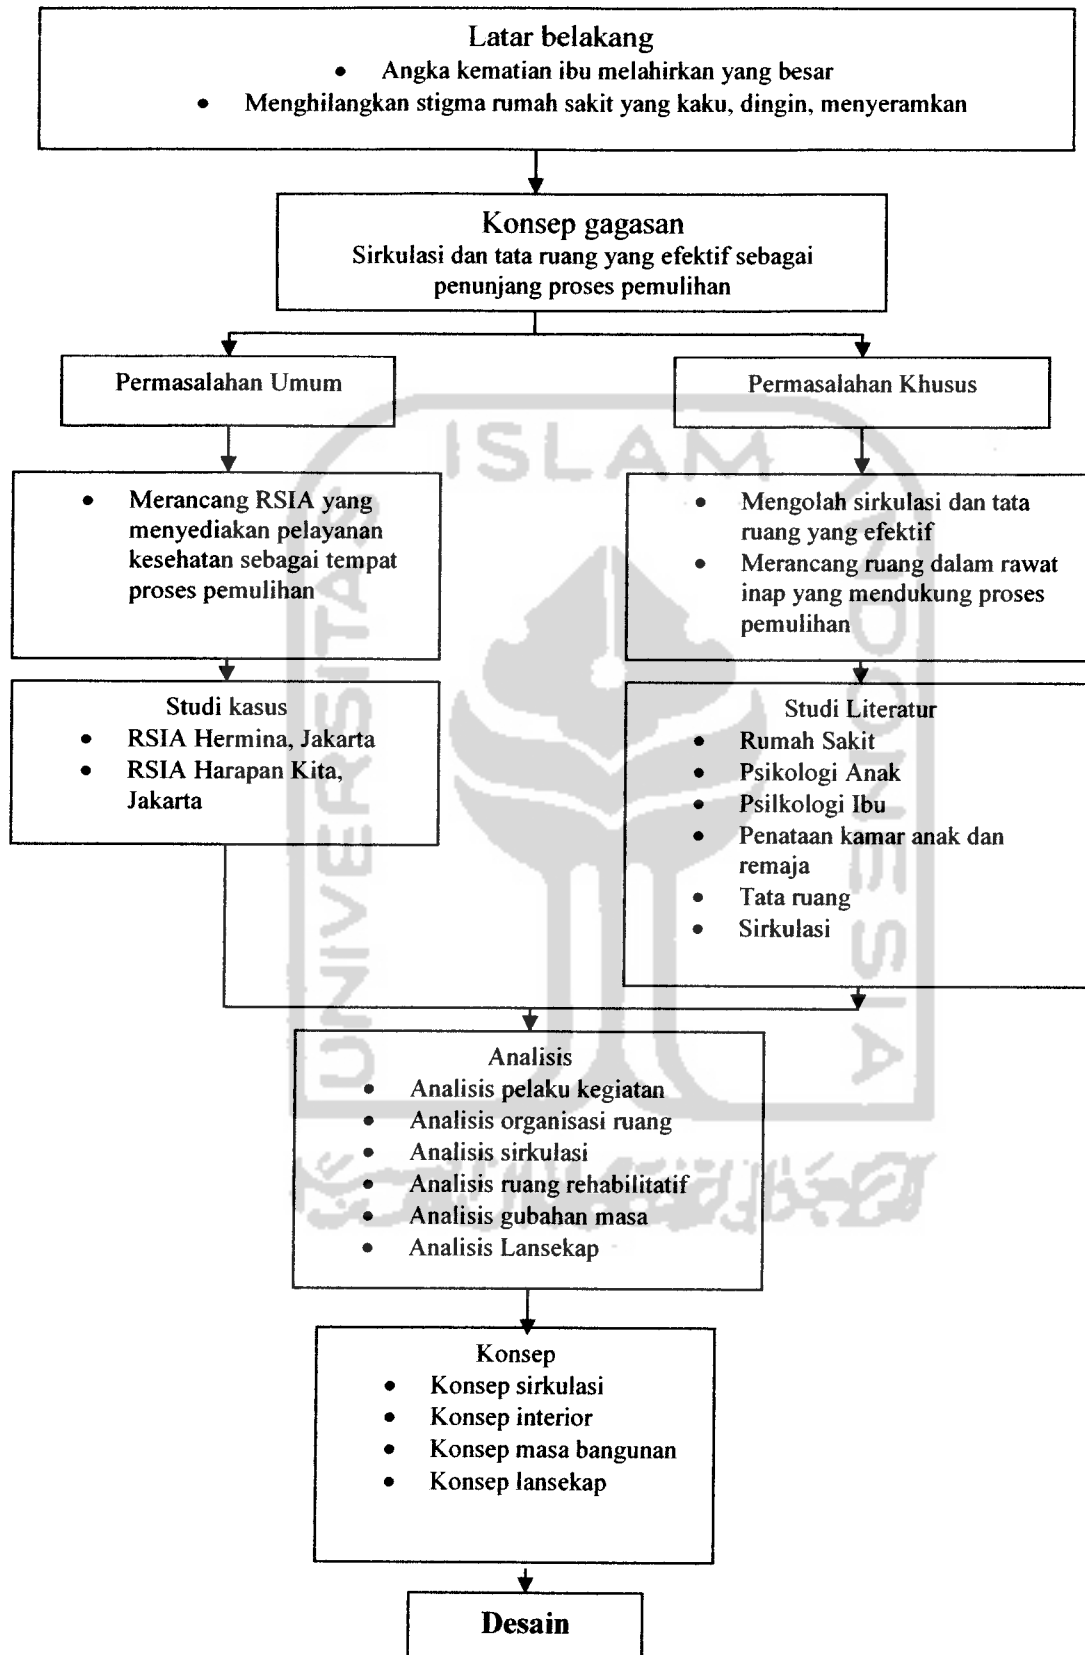 Latar belakang
• Angka kematian ibu melahirkan yang besar
• Menghilangkan stigma rumah sakit yang kaku, dingin, menyeramkan
Konsep gagasan
Sirkulasi dan tata ruang yang efektif sebagai
penunjang proses pemulihan
Permasalahan Umum
Permasalahan Khusus
• Merancang RSIA yang
menyediakan pelayanan
kesehatan sebagai tempat
proses pemulihan
• Mengolah sirkulasi dan tata
ruang yang efektif
• Merancang ruang dalam rawat
inap yang mendukung proses
pemulihan
Studi kasus
• RSIA Hermina, Jakarta
• RSIA Harapan Kita,
Jakarta
Studi Literatur
• Rumah Sakit
• Psikologi Anak
• Psilkologi Ibu
• Penataan kamar anak dan
remaja
• Tata ruang
• Sirkulasi
Analisis
• Analisis pelaku kegiatan
• Analisis organisasi ruang
• Analisis sirkulasi
• Analisis ruang rehabilitatif
• Analisis gubahan masa
• Analisis Lansekap
Konsep
• Konsep sirkulasi
• Konsep interior
• Konsep masa bangunan
• Konsep lansekap
Desain
UNIVERSITAS
ISLAM
INDONESIA